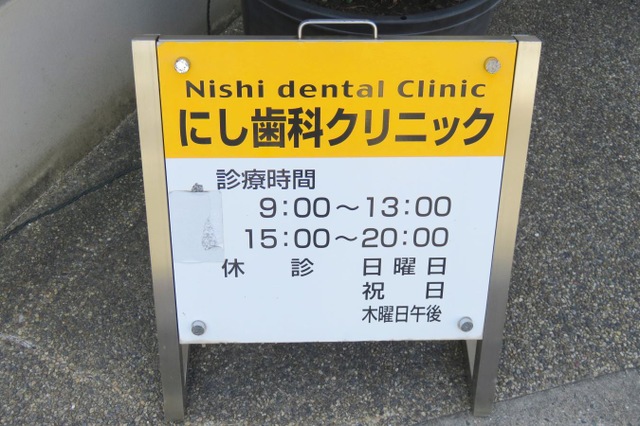 Nishi dental Clinic
にし歯科クリニック
診療時間
9:00～13:00
15:00～20:00
休　診　日曜日
祝　日
木曜日午後